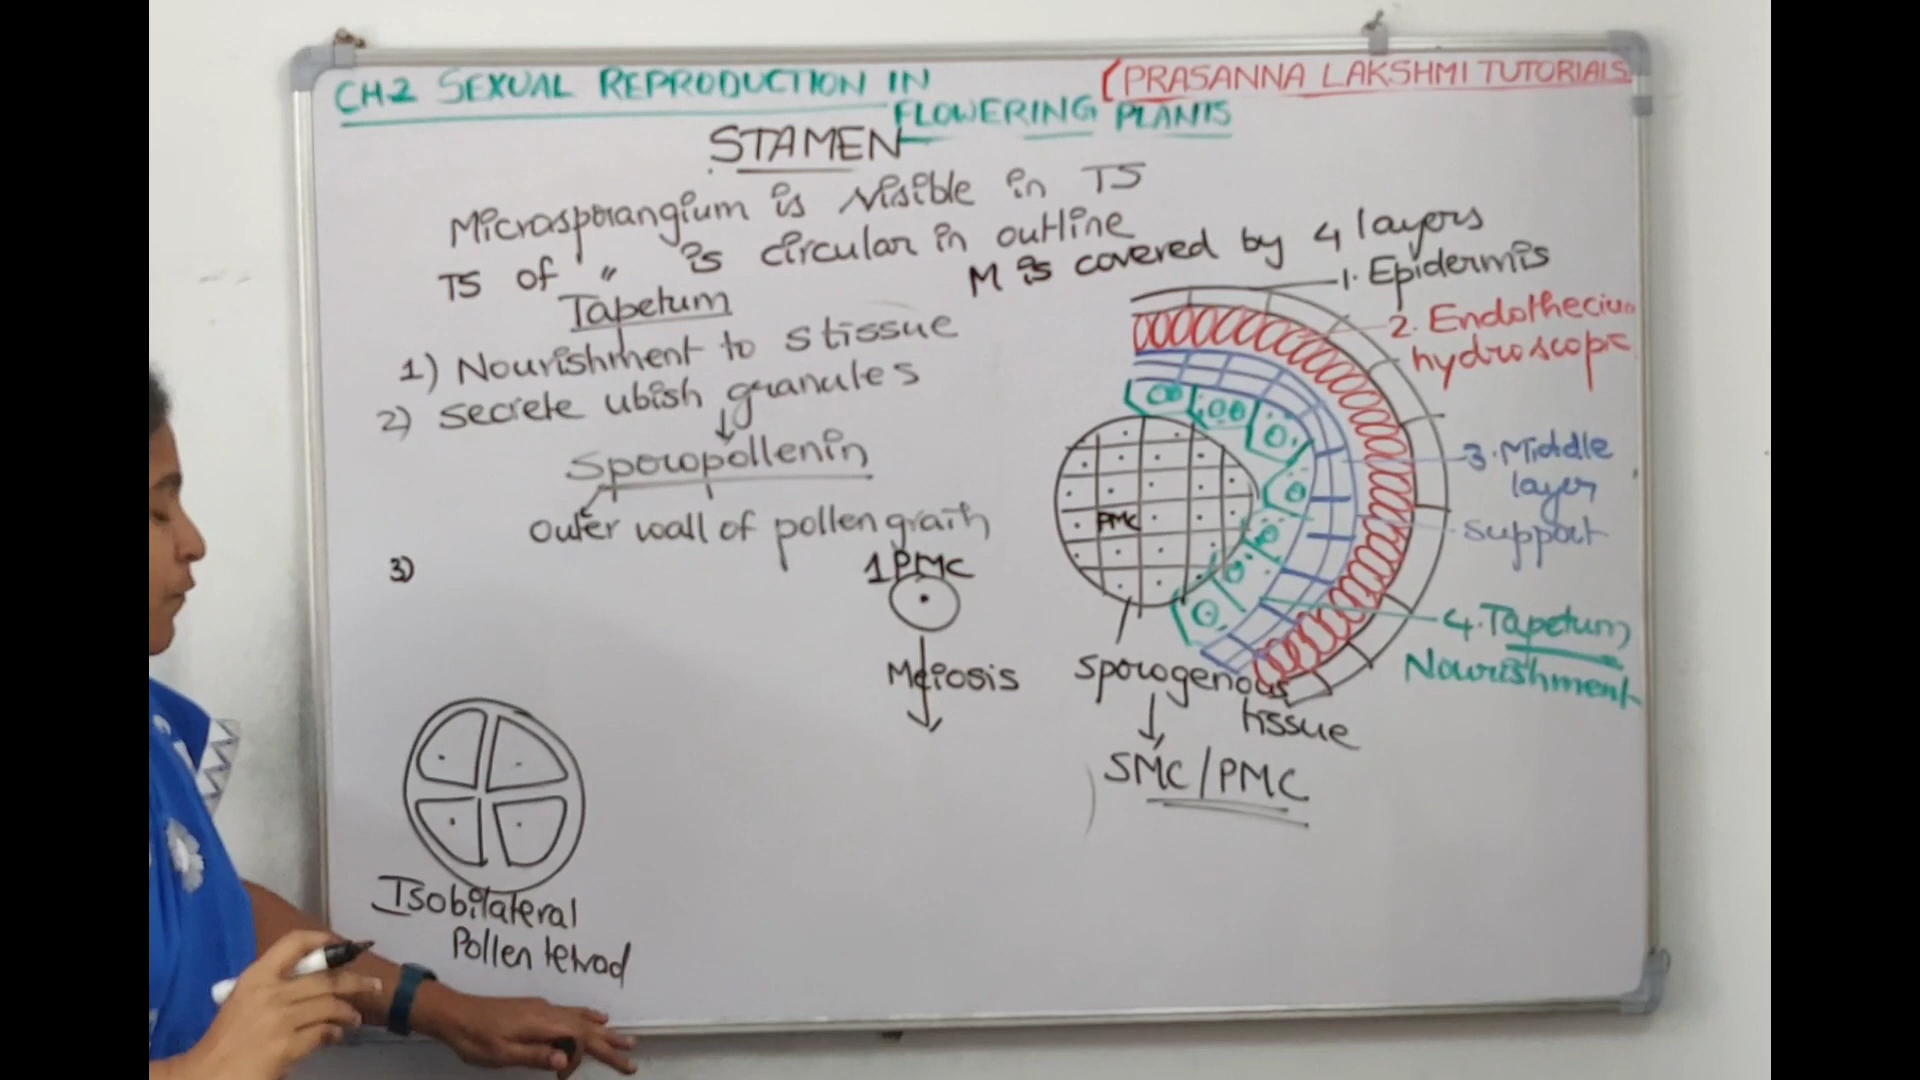 CH.2 SEXUAL REPRODUCTION IN
FLOWERING PLANTS
(PRASANNA LAKSHMI TUTORIALS
STAMEN
Microsporangium is visible in TS
TS of " is circular in outline
M is covered by 4 layers
1. Epidermis
2. Endothecium
hydroscopic
3. Middle
layer
support
4. Tapetum
Nourishment
Tapetum
1) Nourishment to s tissue
2) secrete ubish granules
sporopollenin
outer wall of pollen grain
3)
1 PMC
Meiosis
PMC
sporogenous
tissue
SMC/PMC
Isobilateral
Pollen tetrad